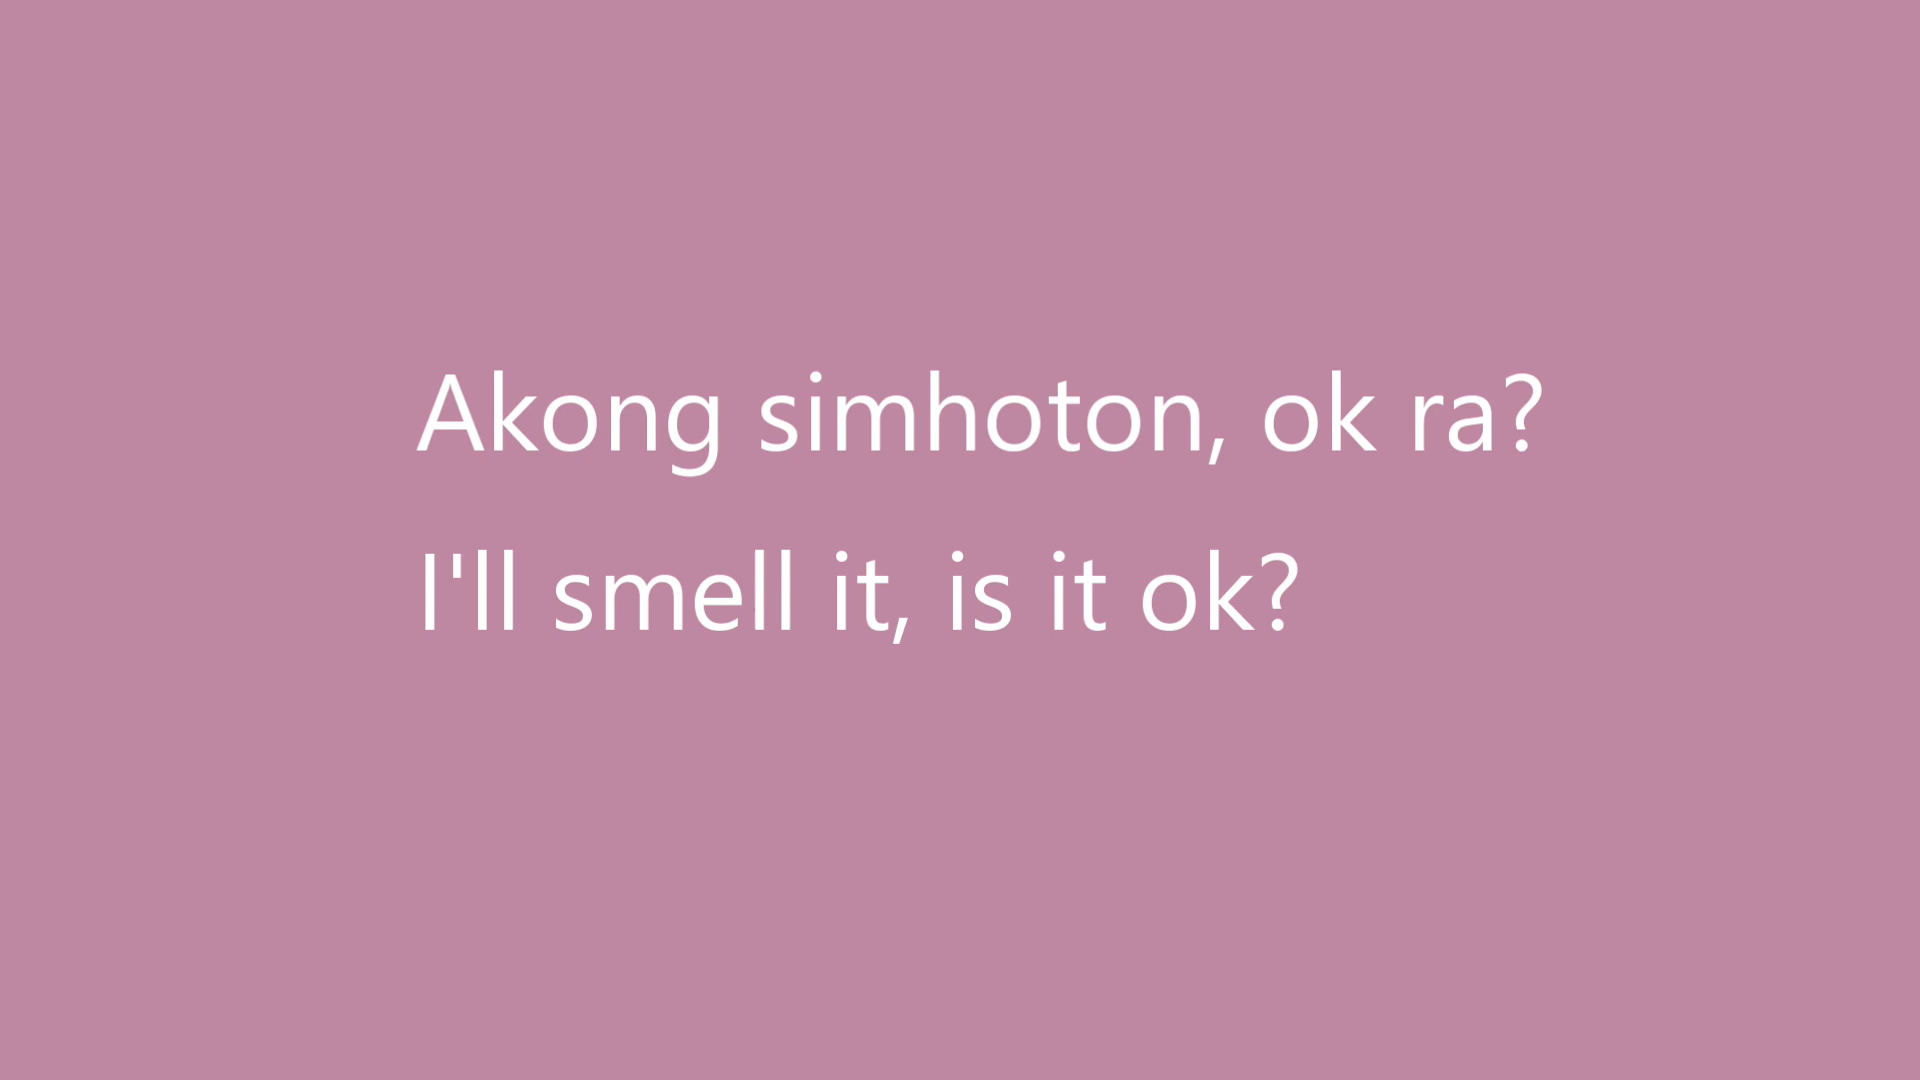 Akong simhoton, ok ra?
I'll smell it, is it ok?